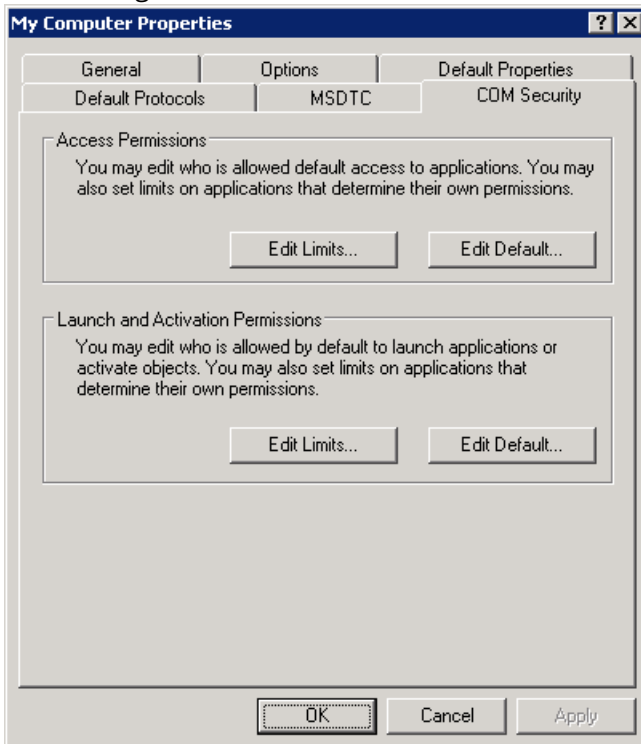 My Computer Properties
General Options Default Properties
Default Protocols MSDTC COM Security
Access Permissions
You may edit who is allowed default access to applications. You may
also set limits on applications that determine their own permissions.
Edit Limits... Edit Default...
Launch and Activation Permissions
You may edit who is allowed by default to launch applications or
activate objects. You may also set limits on applications that
determine their own permissions.
Edit Limits... Edit Default...
OK Cancel Apply